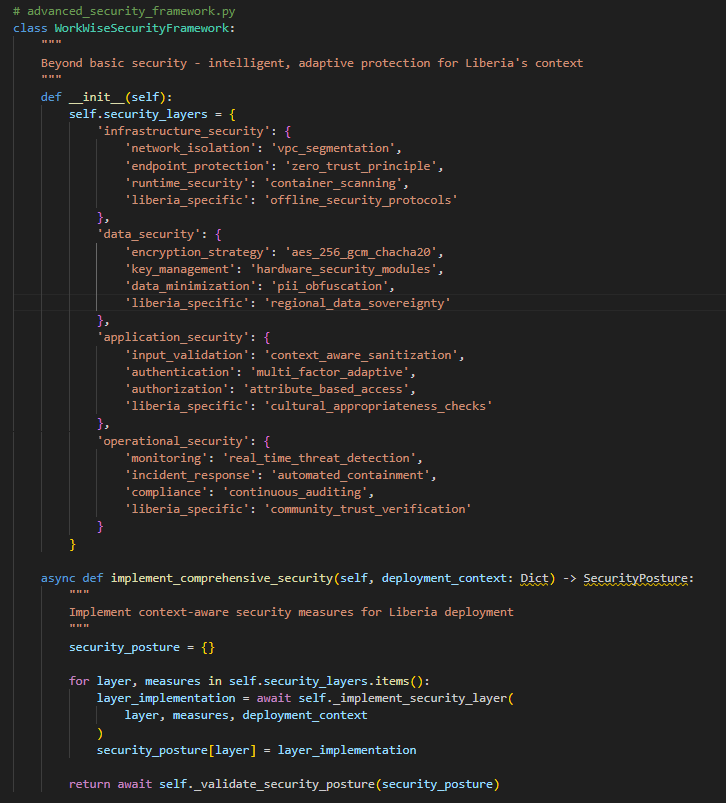 # advanced_security_framework.py
class WorkWiseSecurityFramework:
    """
    Beyond basic security - intelligent, adaptive protection for Liberia's context
    """
    def __init__(self):
        self.security_layers = {
            'infrastructure_security': {
                'network_isolation': 'vpc_segmentation',
                'endpoint_protection': 'zero_trust_principle',
                'runtime_security': 'container_scanning',
                'liberia_specific': 'offline_security_protocols'
            },
            'data_security': {
                'encryption_strategy': 'aes_256_gcm_chacha20',
                'key_management': 'hardware_security_modules',
                'data_minimization': 'pii_obfuscation',
                'liberia_specific': 'regional_data_sovereignty'
            },
            'application_security': {
                'input_validation': 'context_aware_sanitization',
                'authentication': 'multi_factor_adaptive',
                'authorization': 'attribute_based_access',
                'liberia_specific': 'cultural_appropriateness_checks'
            },
            'operational_security': {
                'monitoring': 'real_time_threat_detection',
                'incident_response': 'automated_containment',
                'compliance': 'continuous_auditing',
                'liberia_specific': 'community_trust_verification'
            }
        }

    async def implement_comprehensive_security(self, deployment_context: Dict) -> SecurityPosture:
        """
        Implement context-aware security measures for Liberia deployment
        """
        security_posture = {}

        for layer, measures in self.security_layers.items():
            layer_implementation = await self._implement_security_layer(
                layer, measures, deployment_context
            )
            security_posture[layer] = layer_implementation

        return await self._validate_security_posture(security_posture)